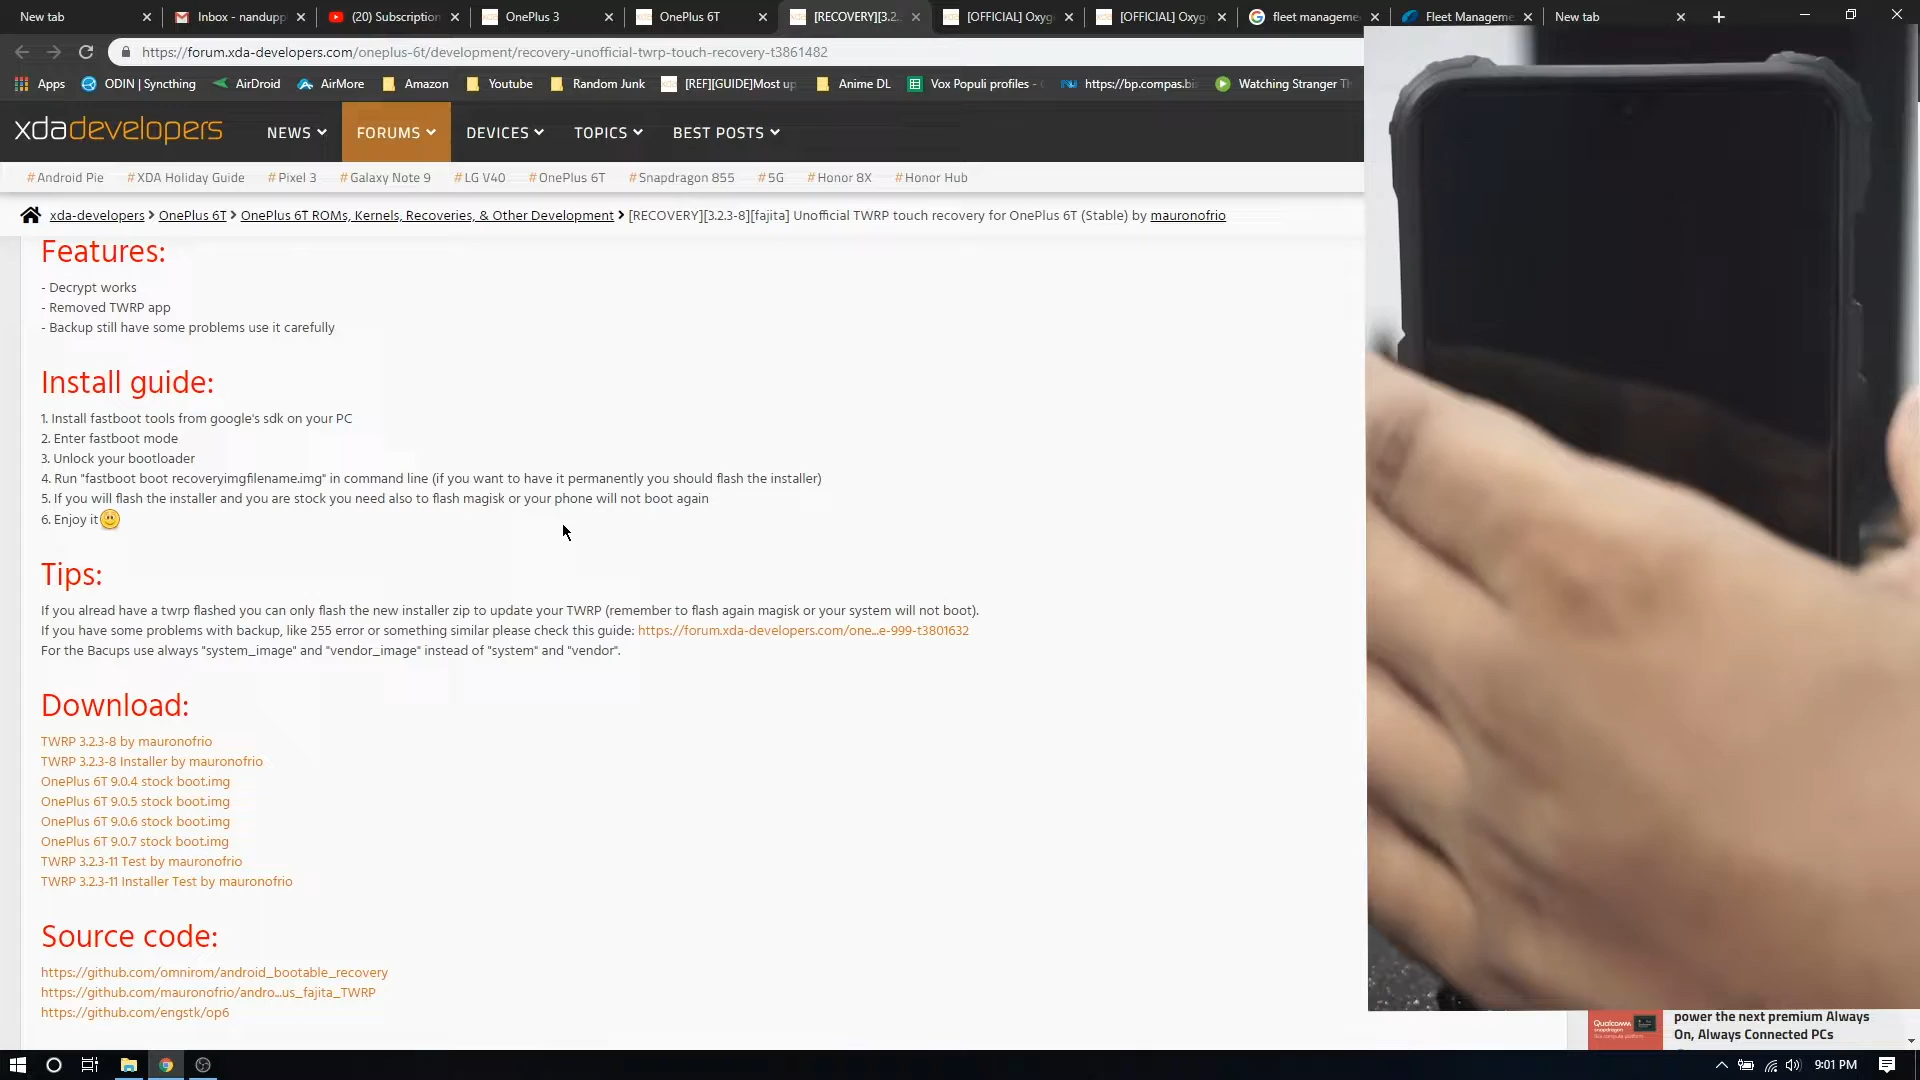 New tab
Inbox - nandupp
(20) Subscription
OnePlus 3
OnePlus 6T
[RECOVERY][3.2.
[OFFICIAL] Oxyg
[OFFICIAL] Oxyg
fleet manageme
Fleet Manageme
New tab
https://forum.xda-developers.com/oneplus-6t/development/recovery-unofficial-twrp-touch-recovery-t3861482
Apps
ODIN | Syncthing
AirDroid
AirMore
Amazon
Youtube
Random Junk
[REF][GUIDE]Most up
Anime DL
Vox Populi profiles -
https://bp.compas.bi
Watching Stranger T
xdadevelopers
NEWS
FORUMS
DEVICES
TOPICS
BEST POSTS
#Android Pie #XDA Holiday Guide #Pixel 3 #Galaxy Note 9 #LG V40 #OnePlus 6T #Snapdragon 855 #5G #Honor 8X #Honor Hub
xda-developers > OnePlus 6T > OnePlus 6T ROMs, Kernels, Recoveries, & Other Development > [RECOVERY][3.2.3-8][fajita] Unofficial TWRP touch recovery for OnePlus 6T (Stable) by mauronofrio
Features:
- Decrypt works
- Removed TWRP app
- Backup still have some problems use it carefully
Install guide:
1. Install fastboot tools from google's sdk on your PC
2. Enter fastboot mode
3. Unlock your bootloader
4. Run "fastboot boot recoveryimgfilename.img" in command line (if you want to have it permanently you should flash the installer)
5. If you will flash the installer and you are stock you need also to flash magisk or your phone will not boot again
6. Enjoy it
Tips:
If you alread have a twrp flashed you can only flash the new installer zip to update your TWRP (remember to flash again magisk or your system will not boot).
If you have some problems with backup, like 255 error or something similar please check this guide: https://forum.xda-developers.com/one...e-999-t3801632
For the Bacups use always "system_image" and "vendor_image" instead of "system" and "vendor".
Download:
TWRP 3.2.3-8 by mauronofrio
TWRP 3.2.3-8 Installer by mauronofrio
OnePlus 6T 9.0.4 stock boot.img
OnePlus 6T 9.0.5 stock boot.img
OnePlus 6T 9.0.6 stock boot.img
OnePlus 6T 9.0.7 stock boot.img
TWRP 3.2.3-11 Test by mauronofrio
TWRP 3.2.3-11 Installer Test by mauronofrio
Source code:
https://github.com/omnirom/android_bootable_recovery
https://github.com/mauronofrio/andro...us_fajita_TWRP
https://github.com/engstk/op6
Qualcomm
snapdragon
power the next premium Always
On, Always Connected PCs
9:01 PM